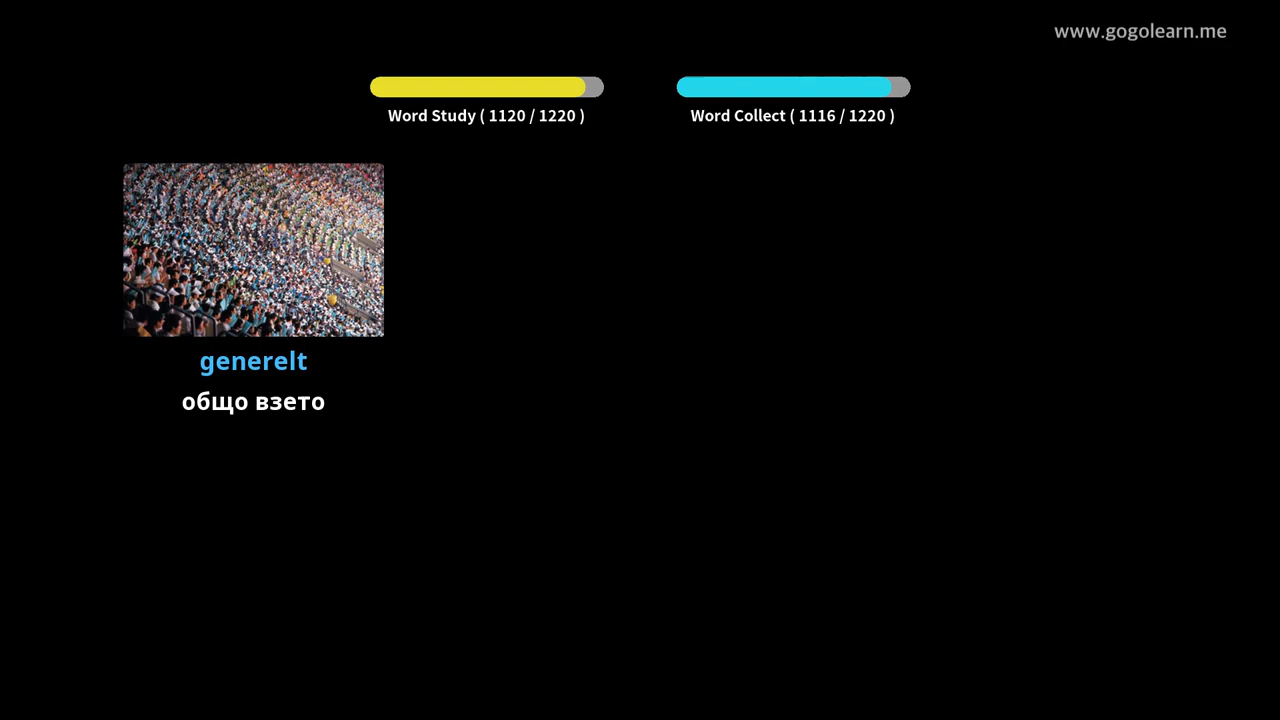 www.gogolearn.me
Word Study ( 1120 / 1220 )
Word Collect ( 1116 / 1220 )
generelt
общо взето